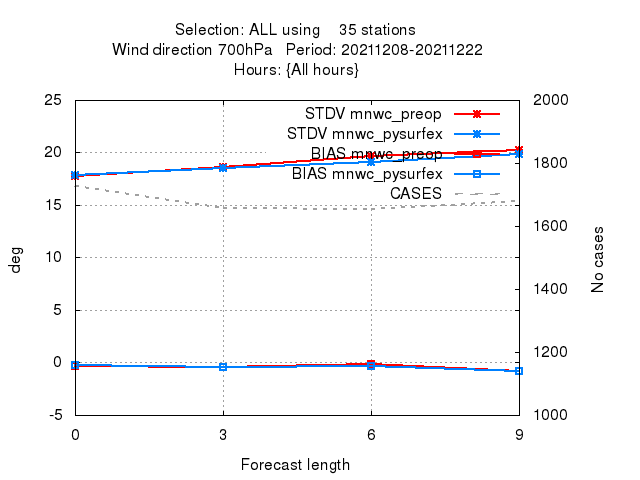 Selection: ALL using    35 stations
Wind direction 700hPa   Period: 20211208-20211222
Hours: {All hours}
25
20
15
10
5
0
-5
2000
1800
1600
1400
1200
1000
STDV mnwc_preop
STDV mnwc_pysurfex
BIAS mnwc_preop
BIAS mnwc_pysurfex
CASES
deg
No cases
0
3
6
9
Forecast length